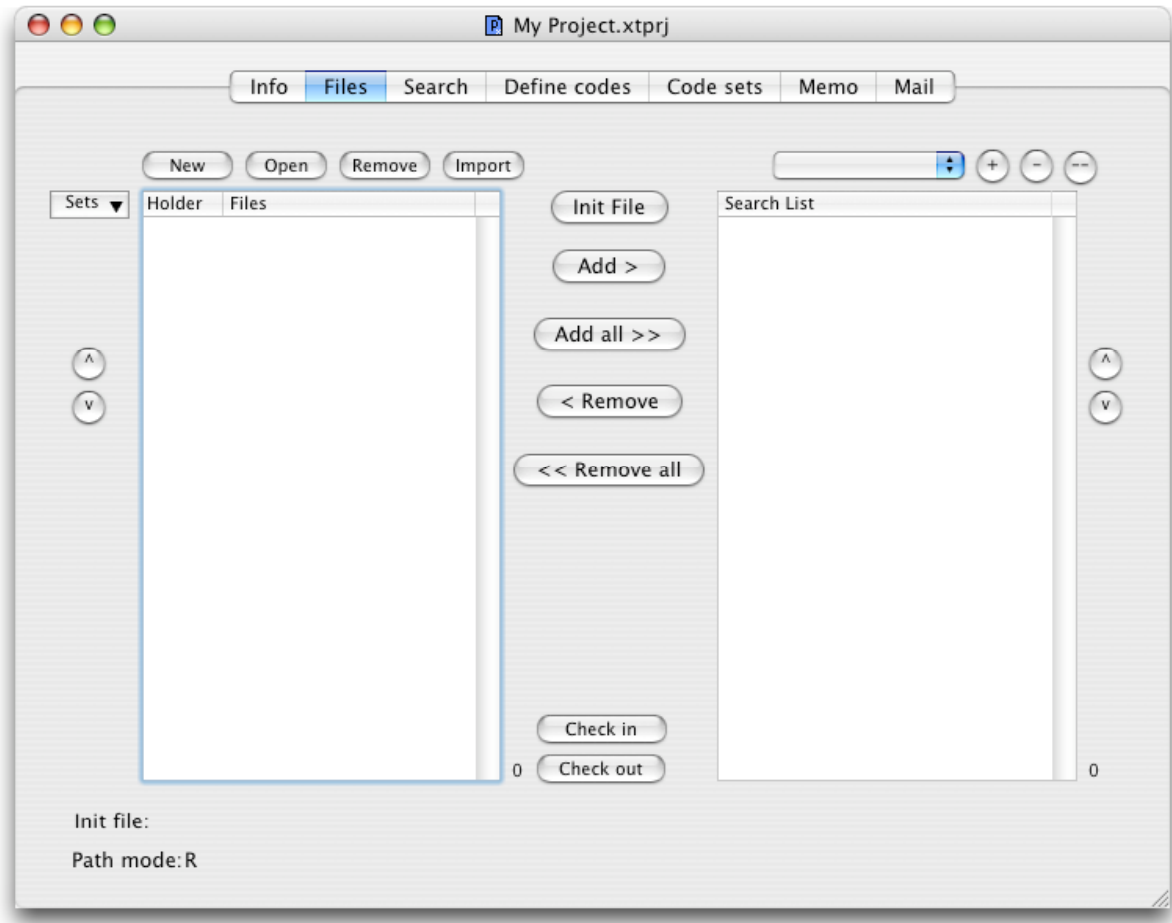 My Project.xtprj
Info Files Search Define codes Code sets Memo Mail
New Open Remove Import + - --
Sets Holder Files Init File Search List
Add >
Add all >>
^ ^
v < Remove v
<< Remove all
Check in
0 Check out 0
Init file:
Path mode: R